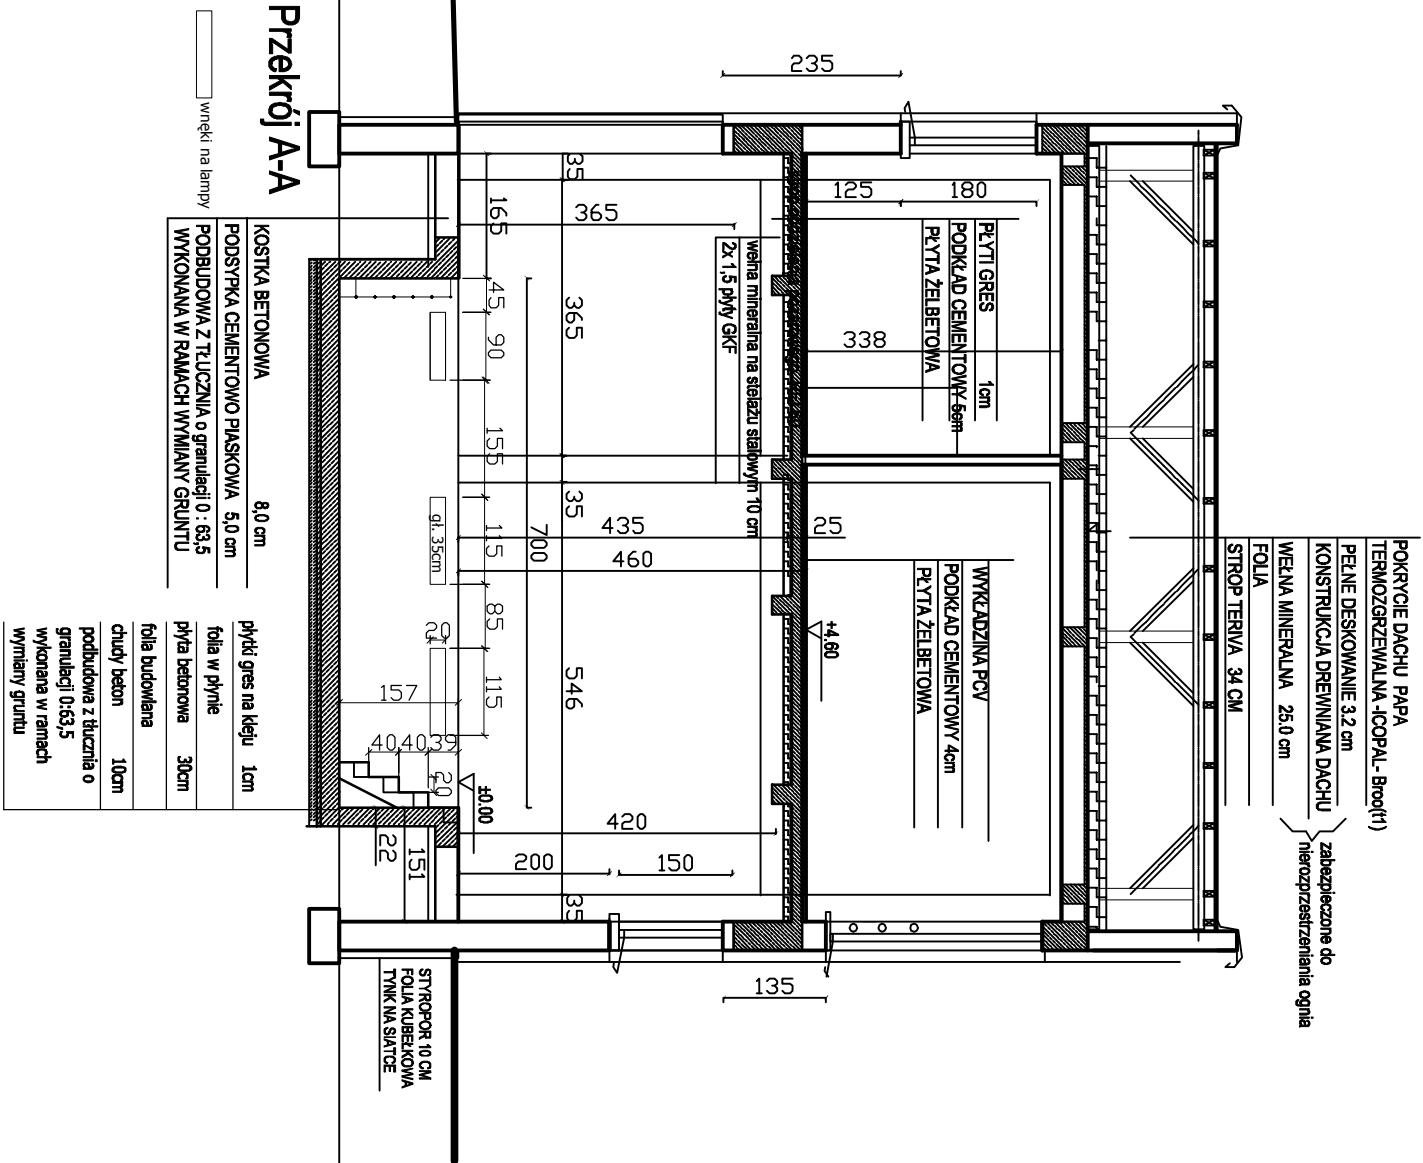 Przekrój A-A
wnęki na lampy
POKRYCIE DACHU PAPA
TERMOZGRZEWALNA -ICOPAL- Broo(t1)
PEŁNE DESKOWANIE 3.2 cm
KONSTRUKCJA DREWNIANA DACHU
WEŁNA MINERALNA 25.0 cm
FOLIA
STROP TERIVA 34 CM
zabezpieczone do
nierozprzestrzeniania ognia
PŁYTI GRES 1cm
PODKŁAD CEMENTOWY 5cm
PŁYTA ŻELBETOWA
WYKŁADZINA PCV
PODKŁAD CEMENTOWY 4cm
PŁYTA ŻELBETOWA
wełna mineralna na stelażu stalowym 10 cm
2x 1,5 płyty GKF
KOSTKA BETONOWA 8,0 cm
PODSYPKA CEMENTOWO PIASKOWA 5,0 cm
PODBUDOWA Z TŁUCZNIA o granulacji 0 : 63,5
WYKONANA W RAMACH WYMIANY GRUNTU
płytki gres na kleju 1cm
folia w płynie
płyta betonowa 30cm
folia budowlana
chudy beton 10cm
podbudowa z tłucznia o
granulacji 0:63,5
wykonana w ramach
wymiany gruntu
STYROPOR 10 CM
FOLIA KUBEŁKOWA
TYNK NA SIATCE
235
125
180
338
25
+4,60
135
35
365
35
546
35
365
435
460
420
200
150
165
45
90
155
115
85
115
700
gł. 35cm
20
157
40
40
39
20
±0.00
22
151